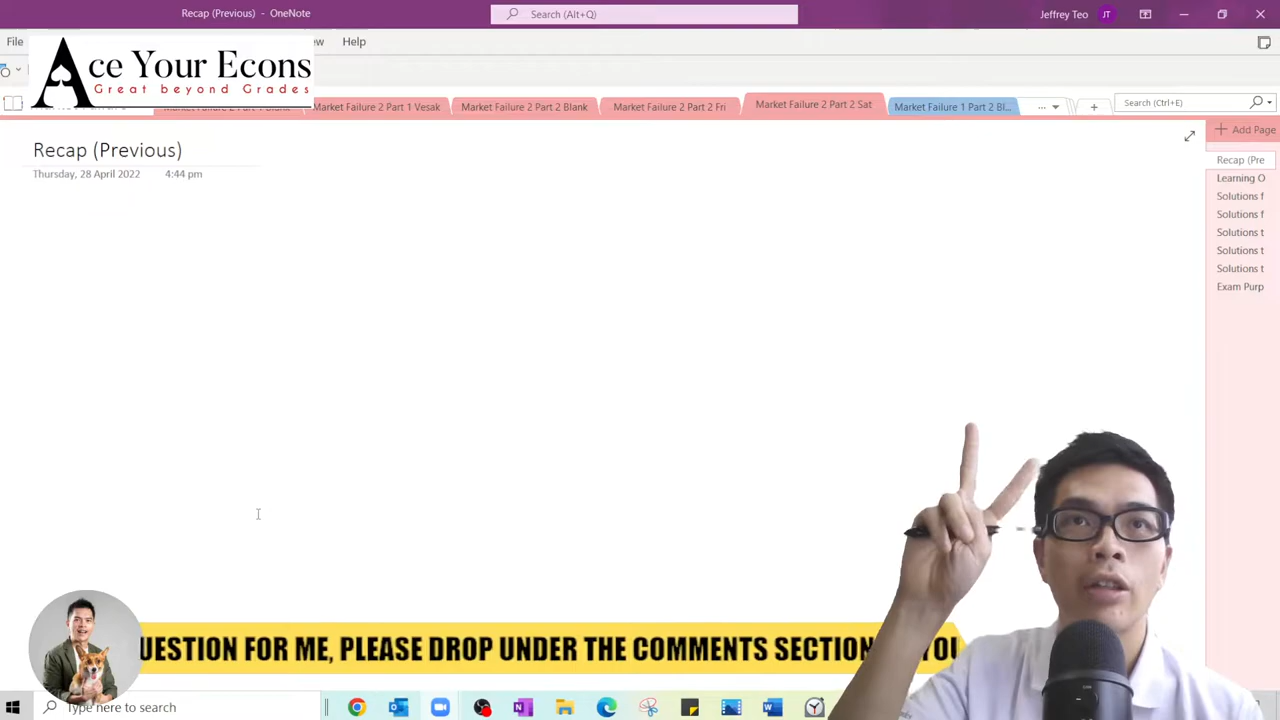 Recap (Previous) - OneNote
Search (Alt+Q)
Jeffrey Teo
JT
File
Help
Ace Your Econs
Great beyond Grades
Market Failure 2 Part 1 Vesak
Market Failure 2 Part 2 Blank
Market Failure 2 Part 2 Fri
Market Failure 2 Part 2 Sat
Market Failure 1 Part 2 Bl...
Search (Ctrl+E)
Add Page
Recap (Previous)
Thursday, 28 April 2022
4:44 pm
Recap (Pre
Learning O
Solutions f
Solutions f
Solutions t
Solutions t
Solutions t
Exam Purp
UESTION FOR ME, PLEASE DROP UNDER THE COMMENTS SECTION
Type here to search